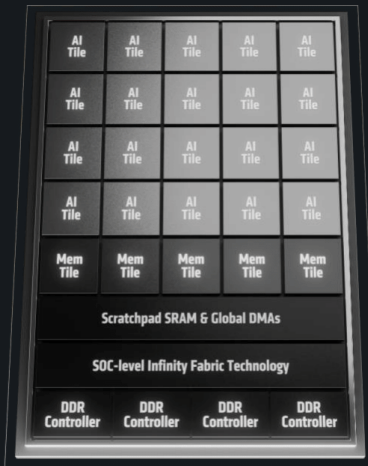 AI AI AI AI AI
Tile Tile Tile Tile Tile
AI AI AI AI AI
Tile Tile Tile Tile Tile
AI AI AI AI AI
Tile Tile Tile Tile Tile
AI AI AI AI AI
Tile Tile Tile Tile Tile
Mem Mem Mem Mem Mem
Tile Tile Tile Tile Tile
Scratchpad SRAM & Global DMAs
SOC-level Infinity Fabric Technology
DDR DDR DDR DDR
Controller Controller Controller Controller